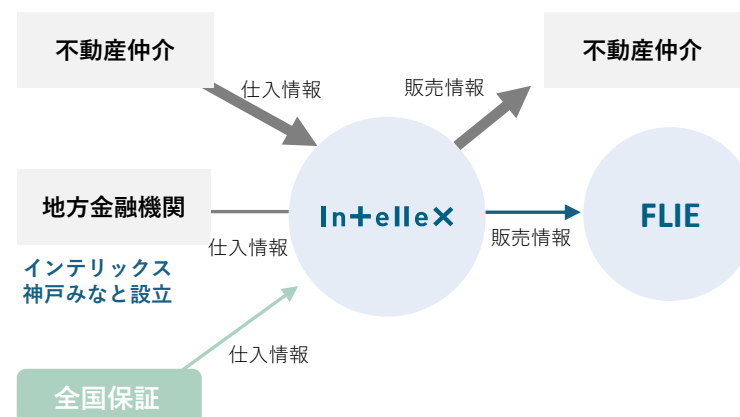 不動産仲介
不動産仲介
仕入情報
販売情報
地方金融機関
Intellex
FLIE
仕入情報
販売情報
インテリックス
神戸みなと設立
仕入情報
全国保証